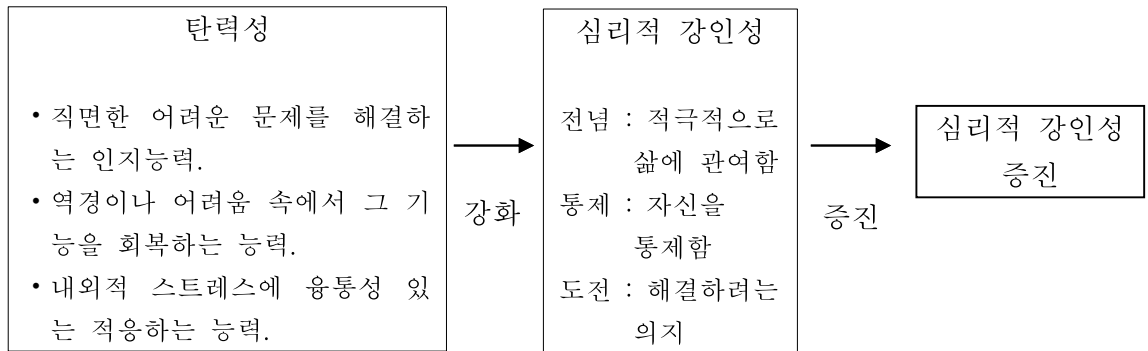 탄력성
• 직면한 어려운 문제를 해결하
는 인지능력.
• 역경이나 어려움 속에서 그 기
능을 회복하는 능력.
• 내외적 스트레스에 융통성 있
는 적응하는 능력.
강화
심리적 강인성
전념 : 적극적으로
삶에 관여함
통제 : 자신을
통제함
도전 : 해결하려는
의지
증진
심리적 강인성
증진